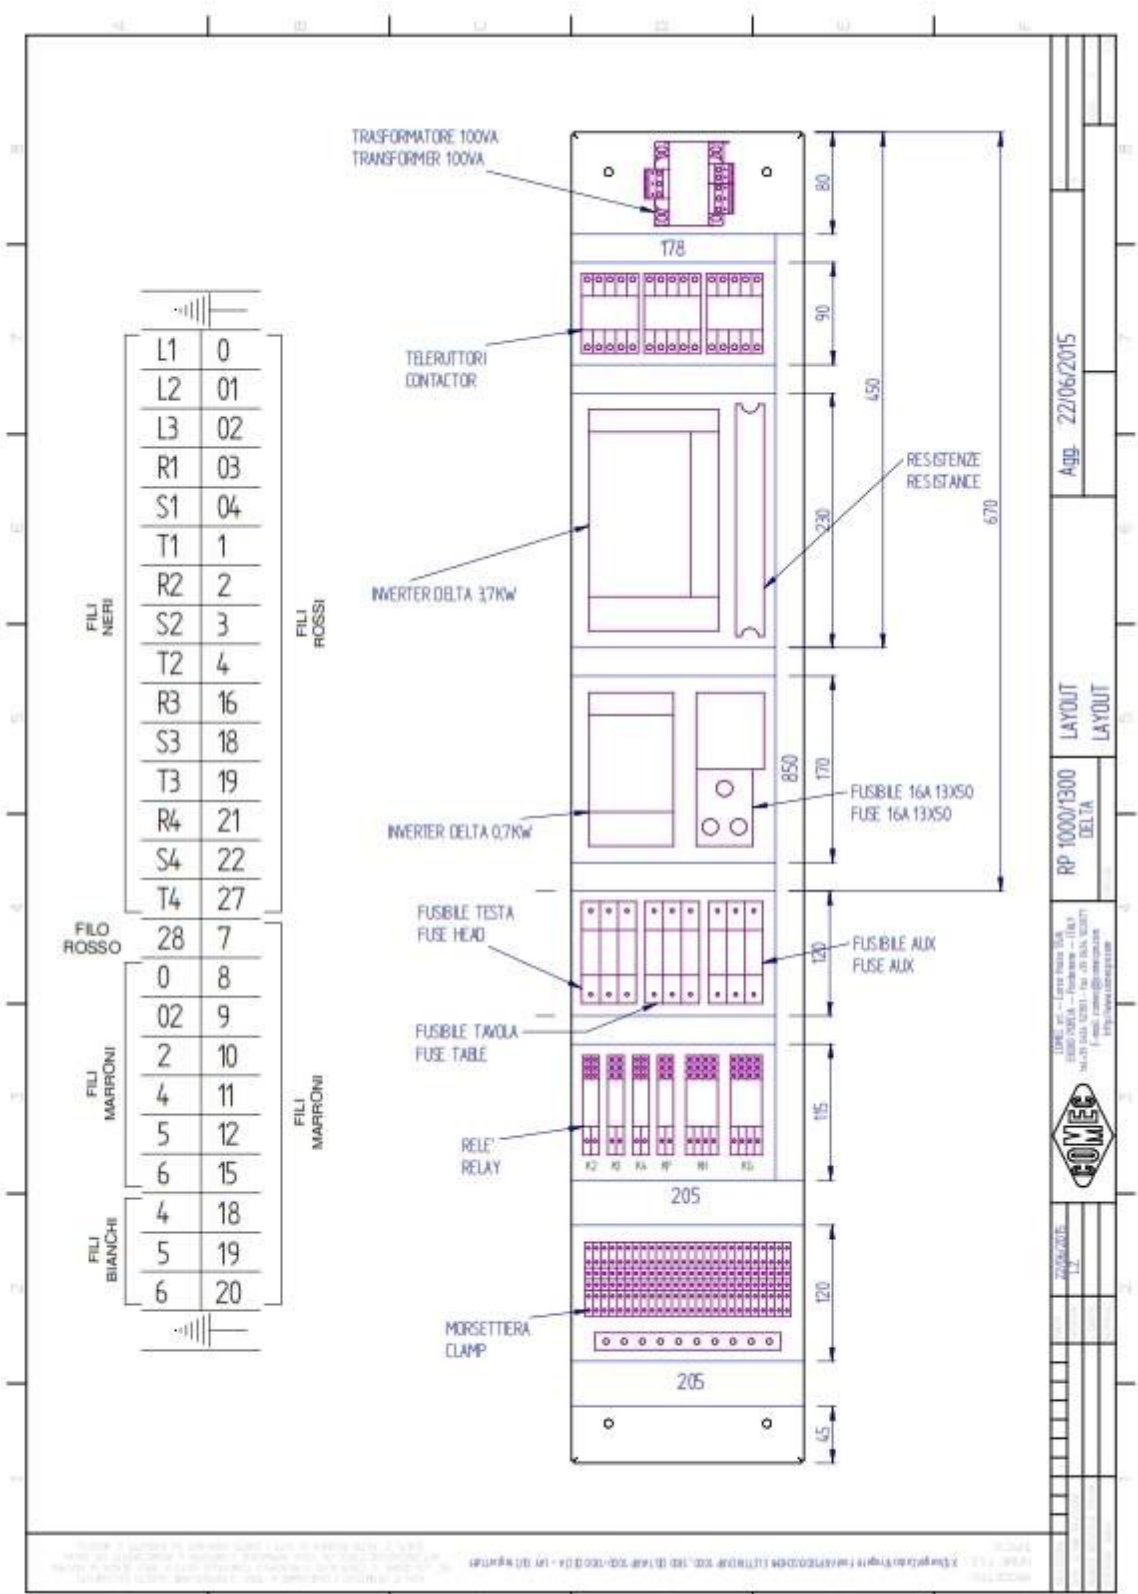 TRASFORMATORE 100VA
TRANSFORMER 100VA
80
178
90
TELERUTTORI
CONTACTOR
450
230
RESISTENZE
RESISTANCE
670
INVERTER DELTA 3,7KW
850
170
INVERTER DELTA 0,7KW
FUSIBILE 16A 13X50
FUSE 16A 13X50
FUSIBILE TESTA
FUSE HEAD
120
FUSIBILE AUX
FUSE AUX
FUSIBILE TAVOLA
FUSE TABLE
115
RELE'
RELAY
205
120
MORSETTIERA
CLAMP
205
45
L1 0
L2 01
L3 02
R1 03
S1 04
T1 1
R2 2
S2 3
T2 4
R3 16
S3 18
T3 19
R4 21
S4 22
T4 27
28 7
0 8
02 9
2 10
4 11
5 12
6 15
4 18
5 19
6 20
FILI
NERI
FILI
ROSSI
FILO
ROSSO
FILI
MARRONI
FILI
MARRONI
FILI
BIANCHI
Agg. 22/06/2015
LAYOUT
LAYOUT
RP 1000/1300
DELTA
COMEC
22/06/2015